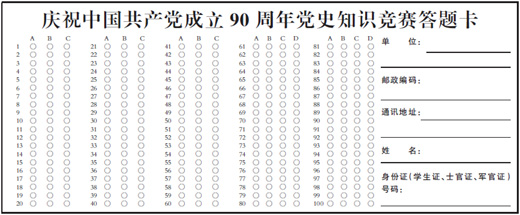 庆祝中国共产党成立90周年党史知识竞赛答题卡
A B C A B C A B C A B C D A B C D
1 21 41 61 81
2 22 42 62 82
3 23 43 63 83
4 24 44 64 84
5 25 45 65 85
6 26 46 66 86
7 27 47 67 87
8 28 48 68 88
9 29 49 69 89
10 30 50 70 90
11 31 51 71 91
12 32 52 72 92
13 33 53 73 93
14 34 54 74 94
15 35 55 75 95
16 36 56 76 96
17 37 57 77 97
18 38 58 78 98
19 39 59 79 99
20 40 60 80 100
单 位:
邮政编码:
通讯地址:
姓 名:
身份证(学生证、士官证、军官证)
号码: